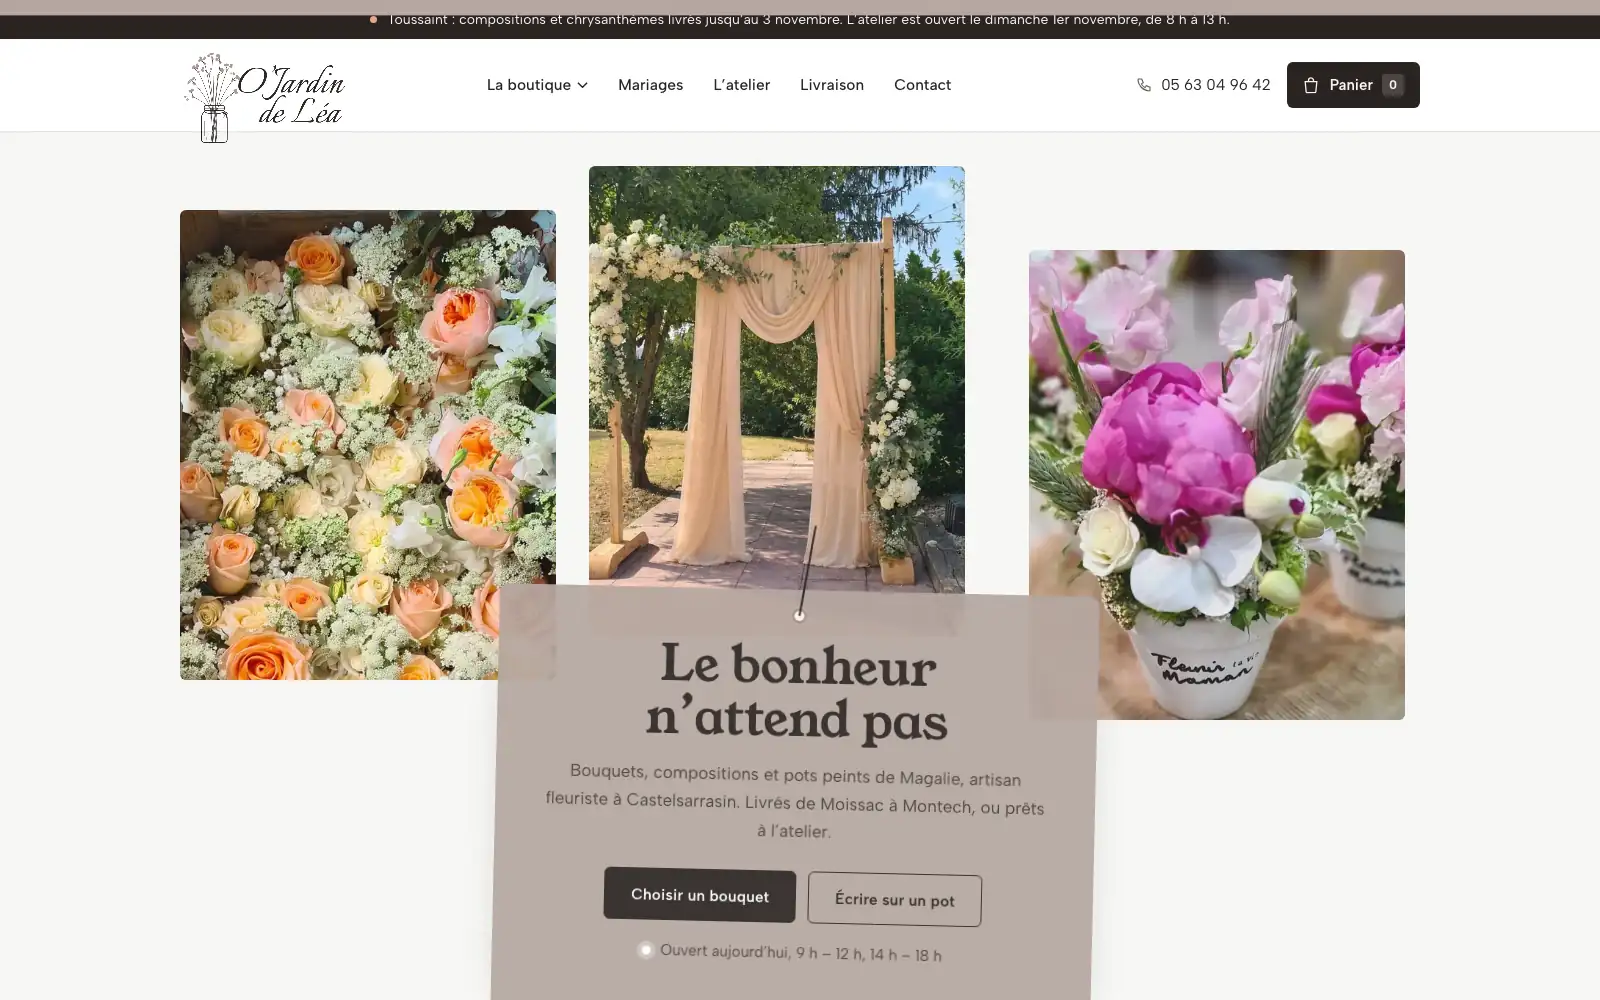 Toussaint : compositions et chrysanthèmes livrés jusqu’au 3 novembre. L’atelier est ouvert le dimanche 1er novembre, de 8 h à 13 h.
O'Jardin
de Léa
La boutique
Mariages
L’atelier
Livraison
Contact
05 63 04 96 42
Panier
0
Fleurir la vie
Maman
Maman
Le bonheur
n’attend pas
Bouquets, compositions et pots peints de Magalie, artisan
fleuriste à Castelsarrasin. Livrés de Moissac à Montech, ou prêts
à l’atelier.
Choisir un bouquet
Écrire sur un pot
Ouvert aujourd’hui, 9 h – 12 h, 14 h – 18 h